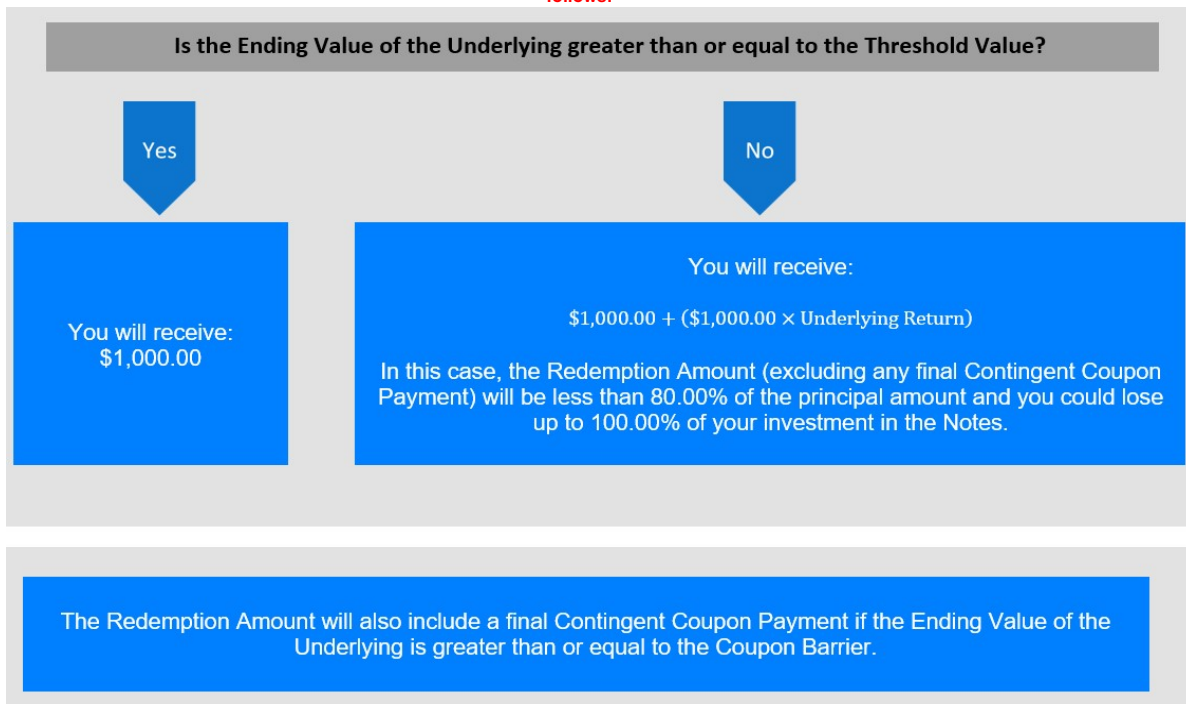 follows:
Is the Ending Value of the Underlying greater than or equal to the Threshold Value?
Yes
No
You will receive:
$1,000.00
You will receive:
$1,000.00 + ($1,000.00 × Underlying Return)
In this case, the Redemption Amount (excluding any final Contingent Coupon
Payment) will be less than 80.00% of the principal amount and you could lose
up to 100.00% of your investment in the Notes.
The Redemption Amount will also include a final Contingent Coupon Payment if the Ending Value of the
Underlying is greater than or equal to the Coupon Barrier.